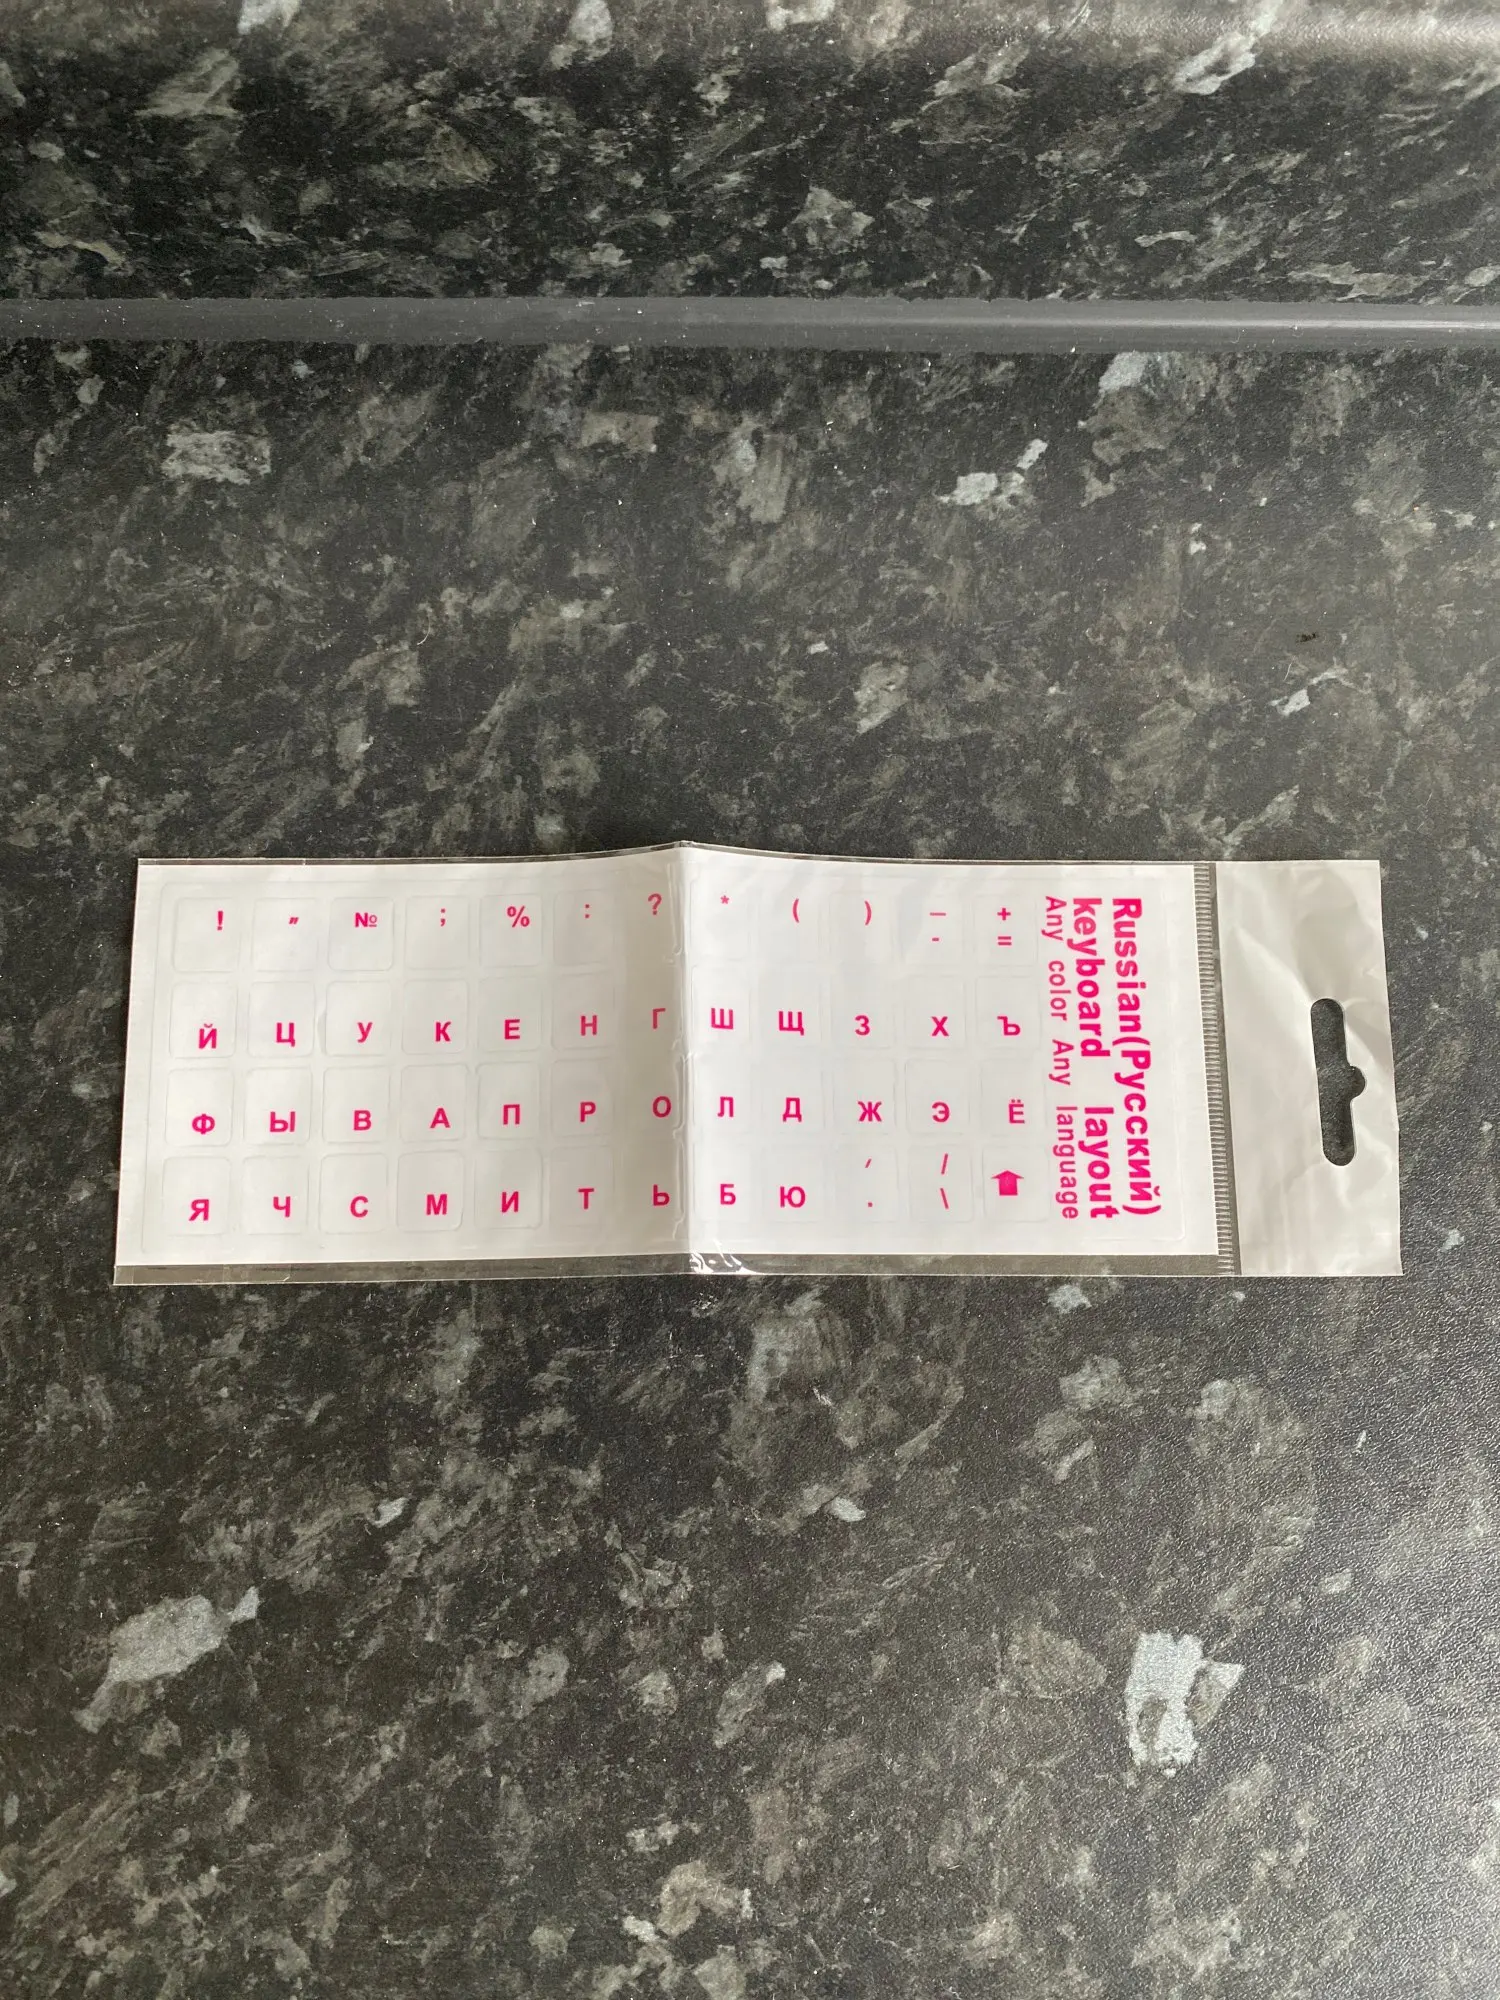 ! " № ; % : ? * ( ) _ +
- =
Й Ц У К Е Н Г Ш Щ З Х Ъ
Ф Ы В А П Р О Л Д Ж Э Ё
Я Ч С М И Т Ь Б Ю , /
. \
Russian(Русский)
keyboard layout
Any color Any language